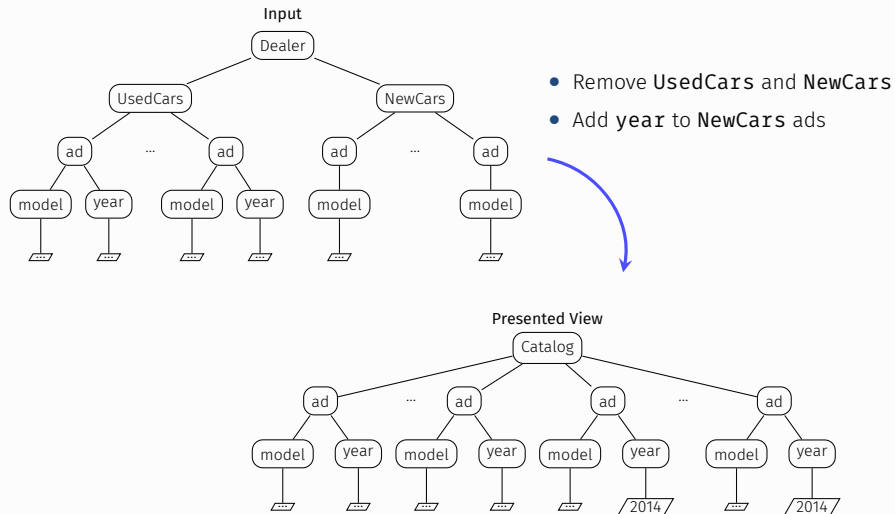 Input
Dealer
UsedCars NewCars
• Remove UsedCars and NewCars
• Add year to NewCars ads
ad ... ad ad ... ad
model year model year model model
... ... ... ... ... ...
Presented View
Catalog
ad ... ad ad ... ad
model year model year model year model year
... ... ... ... ... 2014 ... 2014